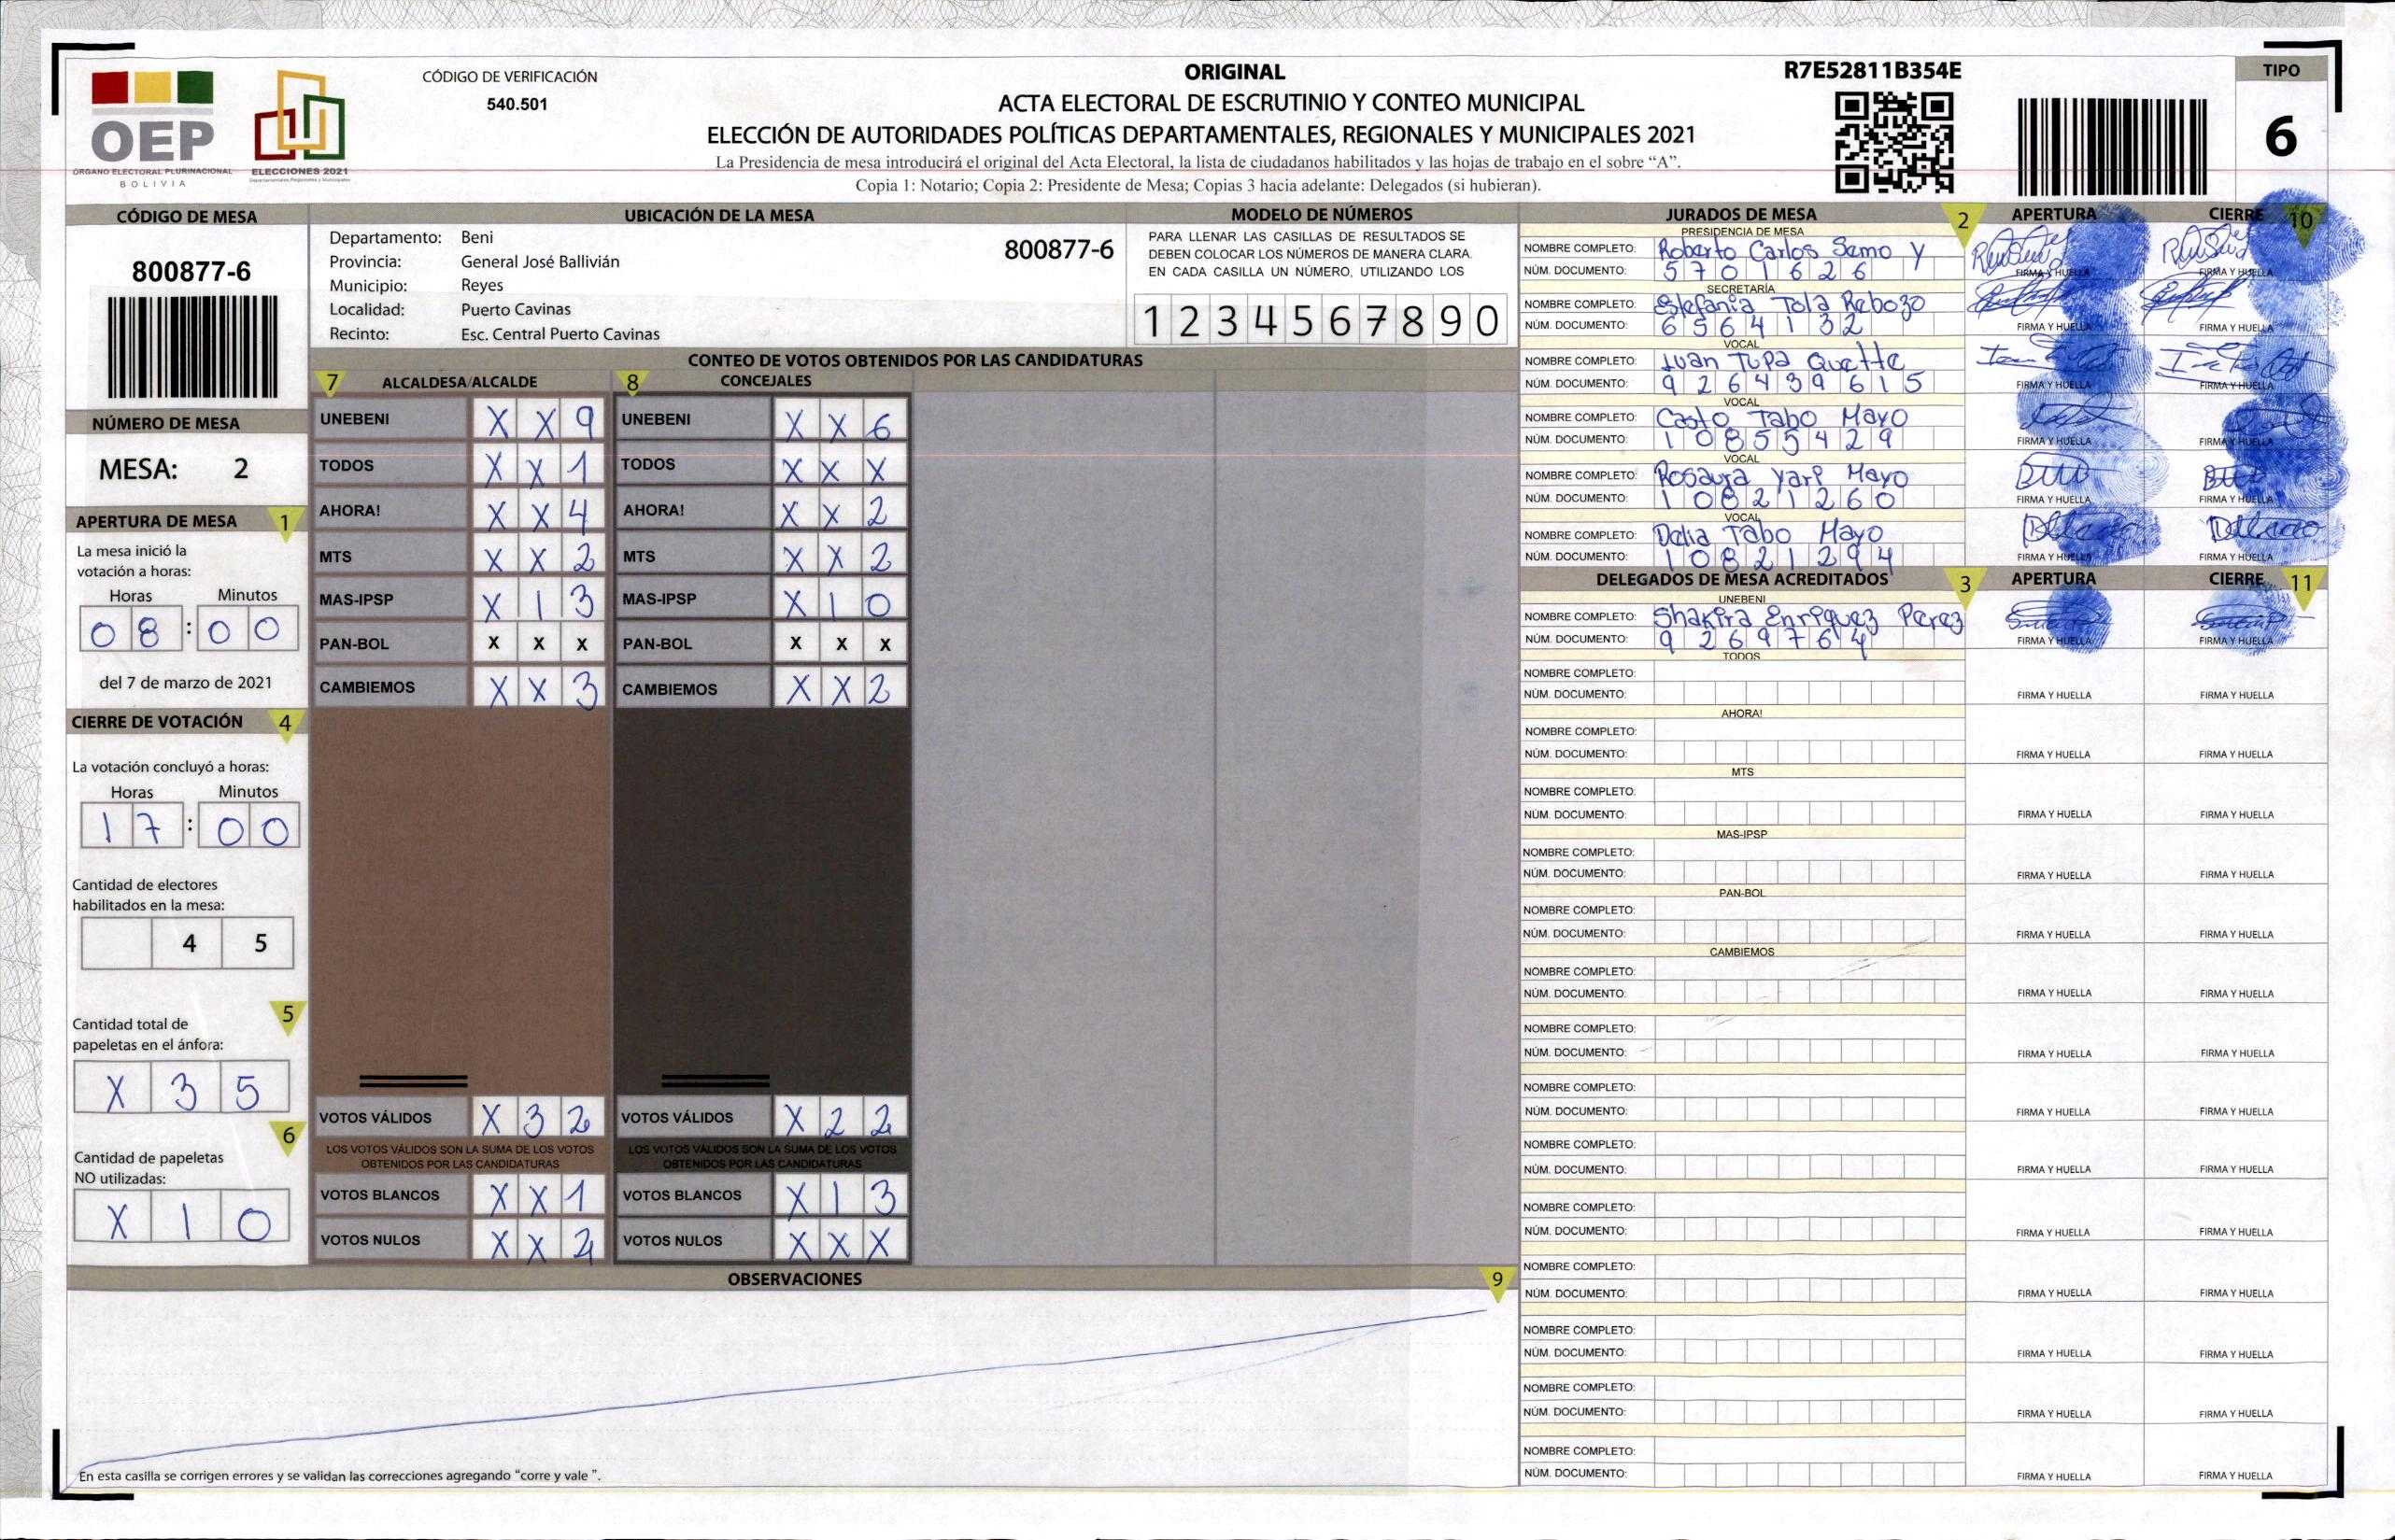 OEP
ÓRGANO ELECTORAL PLURINACIONAL
BOLIVIA
ELECCIONES 2021
Departamentales, Regionales y Municipales
CÓDIGO DE VERIFICACIÓN
540.501
ORIGINAL
ACTA ELECTORAL DE ESCRUTINIO Y CONTEO MUNICIPAL
ELECCIÓN DE AUTORIDADES POLÍTICAS DEPARTAMENTALES, REGIONALES Y MUNICIPALES 2021
La Presidencia de mesa introducirá el original del Acta Electoral, la lista de ciudadanos habilitados y las hojas de trabajo en el sobre “A”.
Copia 1: Notario; Copia 2: Presidente de Mesa; Copias 3 hacia adelante: Delegados (si hubieran).
R7E52811B354E
TIPO
6
CÓDIGO DE MESA
800877-6
NÚMERO DE MESA
MESA: 2
APERTURA DE MESA 1
La mesa inició la
votación a horas:
Horas Minutos
08 : 00
del 7 de marzo de 2021
CIERRE DE VOTACIÓN 4
La votación concluyó a horas:
Horas Minutos
17 : 00
Cantidad de electores
habilitados en la mesa:
4 5
5
Cantidad total de
papeletas en el ánfora:
X 3 5
6
Cantidad de papeletas
NO utilizadas:
X 1 0
UBICACIÓN DE LA MESA
Departamento: Beni
Provincia: General José Ballivián
Municipio: Reyes
Localidad: Puerto Cavinas
Recinto: Esc. Central Puerto Cavinas
800877-6
MODELO DE NÚMEROS
PARA LLENAR LAS CASILLAS DE RESULTADOS SE
DEBEN COLOCAR LOS NÚMEROS DE MANERA CLARA.
EN CADA CASILLA UN NÚMERO, UTILIZANDO LOS
1 2 3 4 5 6 7 8 9 0
CONTEO DE VOTOS OBTENIDOS POR LAS CANDIDATURAS
7 ALCALDESA/ALCALDE
UNEBENI X X 9
TODOS X X 1
AHORA! X X 4
MTS X X 2
MAS-IPSP X 1 3
PAN-BOL X X X
CAMBIEMOS X X 3
VOTOS VÁLIDOS X 3 2
LOS VOTOS VÁLIDOS SON LA SUMA DE LOS VOTOS
OBTENIDOS POR LAS CANDIDATURAS
VOTOS BLANCOS X X 1
VOTOS NULOS X X 2
8 CONCEJALES
UNEBENI X X 6
TODOS X X X
AHORA! X X 2
MTS X X 2
MAS-IPSP X 1 0
PAN-BOL X X X
CAMBIEMOS X X 2
VOTOS VÁLIDOS X 2 2
LOS VOTOS VÁLIDOS SON LA SUMA DE LOS VOTOS
OBTENIDOS POR LAS CANDIDATURAS
VOTOS BLANCOS X 1 3
VOTOS NULOS X X X
OBSERVACIONES 9
En esta casilla se corrigen errores y se validan las correcciones agregando “corre y vale ”.
JURADOS DE MESA 2 APERTURA CIERRE 10
PRESIDENCIA DE MESA
NOMBRE COMPLETO: Roberto Carlos Samo Y
NÚM. DOCUMENTO: 5701626 FIRMA Y HUELLA FIRMA Y HUELLA
SECRETARÍA
NOMBRE COMPLETO: Estefania Tola Rebozo
NÚM. DOCUMENTO: 6564132 FIRMA Y HUELLA FIRMA Y HUELLA
VOCAL
NOMBRE COMPLETO: Juan Tupa Quette
NÚM. DOCUMENTO: 926439615 FIRMA Y HUELLA FIRMA Y HUELLA
VOCAL
NOMBRE COMPLETO: Casto Tabo Mayo
NÚM. DOCUMENTO: 10855429 FIRMA Y HUELLA FIRMA Y HUELLA
VOCAL
NOMBRE COMPLETO: Rosaura Yari Mayo
NÚM. DOCUMENTO: 10821260 FIRMA Y HUELLA FIRMA Y HUELLA
VOCAL
NOMBRE COMPLETO: Delia Tabo Mayo
NÚM. DOCUMENTO: 10821294 FIRMA Y HUELLA FIRMA Y HUELLA
DELEGADOS DE MESA ACREDITADOS 3 APERTURA CIERRE 11
UNEBENI
NOMBRE COMPLETO: Shakira Enriquez Perez
NÚM. DOCUMENTO: 9269764 FIRMA Y HUELLA FIRMA Y HUELLA
TODOS
NOMBRE COMPLETO:
NÚM. DOCUMENTO: FIRMA Y HUELLA FIRMA Y HUELLA
AHORA!
NOMBRE COMPLETO:
NÚM. DOCUMENTO: FIRMA Y HUELLA FIRMA Y HUELLA
MTS
NOMBRE COMPLETO:
NÚM. DOCUMENTO: FIRMA Y HUELLA FIRMA Y HUELLA
MAS-IPSP
NOMBRE COMPLETO:
NÚM. DOCUMENTO: FIRMA Y HUELLA FIRMA Y HUELLA
PAN-BOL
NOMBRE COMPLETO:
NÚM. DOCUMENTO: FIRMA Y HUELLA FIRMA Y HUELLA
CAMBIEMOS
NOMBRE COMPLETO:
NÚM. DOCUMENTO: FIRMA Y HUELLA FIRMA Y HUELLA
NOMBRE COMPLETO:
NÚM. DOCUMENTO: FIRMA Y HUELLA FIRMA Y HUELLA
NOMBRE COMPLETO:
NÚM. DOCUMENTO: FIRMA Y HUELLA FIRMA Y HUELLA
NOMBRE COMPLETO:
NÚM. DOCUMENTO: FIRMA Y HUELLA FIRMA Y HUELLA
NOMBRE COMPLETO:
NÚM. DOCUMENTO: FIRMA Y HUELLA FIRMA Y HUELLA
NOMBRE COMPLETO:
NÚM. DOCUMENTO: FIRMA Y HUELLA FIRMA Y HUELLA
NOMBRE COMPLETO:
NÚM. DOCUMENTO: FIRMA Y HUELLA FIRMA Y HUELLA
NOMBRE COMPLETO:
NÚM. DOCUMENTO: FIRMA Y HUELLA FIRMA Y HUELLA
NOMBRE COMPLETO:
NÚM. DOCUMENTO: FIRMA Y HUELLA FIRMA Y HUELLA